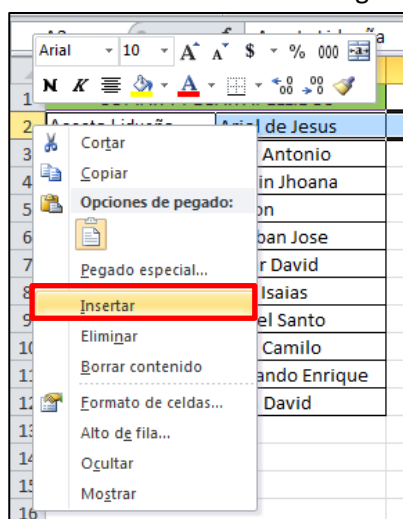 Arial 10 A A $ % 000
N K A
1
2 Arial de Jesus
3 Cortar Antonio
4 Copiar in Jhoana
5 Opciones de pegado: on
6 ban Jose
7 Pegado especial... r David
8 Isaias
9 Insertar el Santo
10 Eliminar Camilo
11 Borrar contenido ando Enrique
12 Formato de celdas... David
13 Alto de fila...
14 Ocultar
15 Mostrar
16